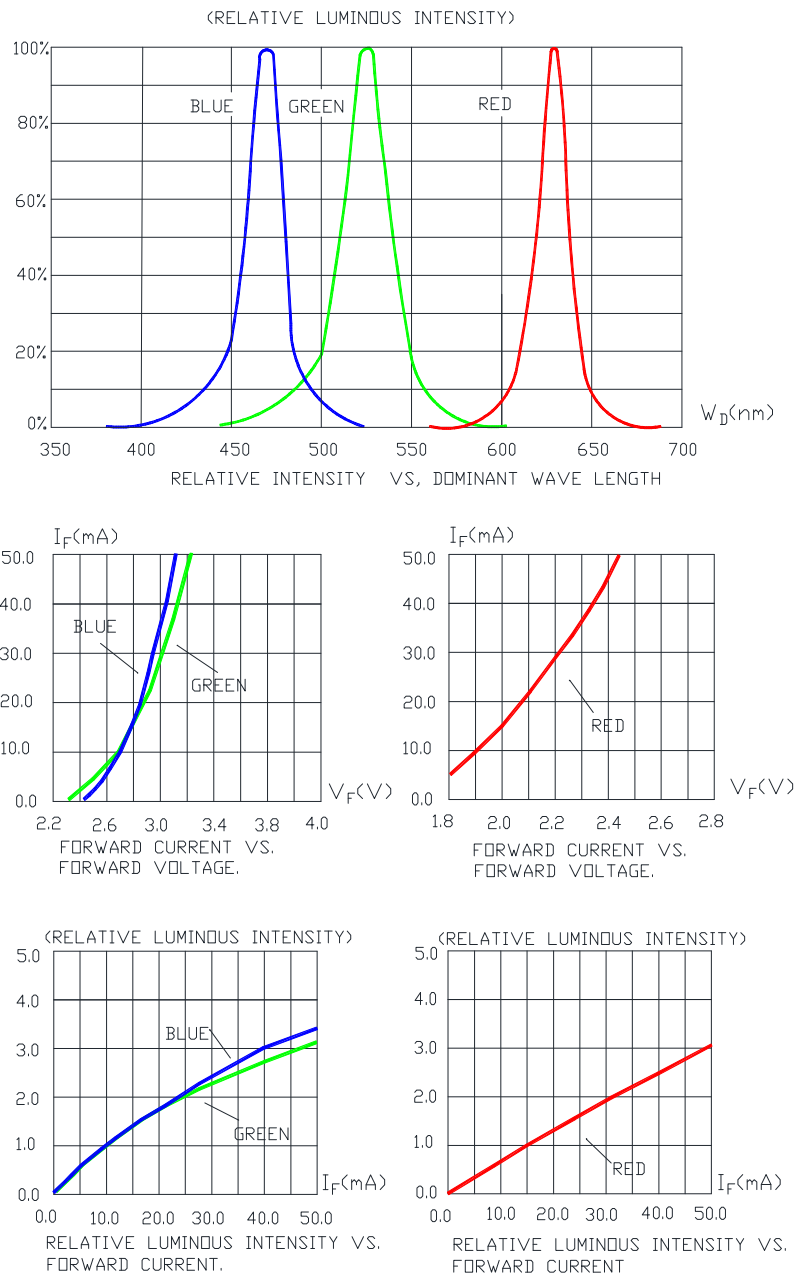 (RELATIVE LUMINOUS INTENSITY)
100%
BLUE GREEN RED
80%
60%
40%
20%
0%
W_D(nm)
350 400 450 500 550 600 650 700
RELATIVE INTENSITY VS, DOMINANT WAVE LENGTH
I_F(mA)
50.0
40.0
BLUE
30.0
GREEN
20.0
10.0
0.0
V_F(V)
2.2 2.6 3.0 3.4 4.0
FORWARD CURRENT VS.
FORWARD VOLTAGE.
I_F(mA)
50.0
40.0
30.0
20.0
RED
10.0
0.0
V_F(V)
1.8 2.0 2.2 2.4 2.6 2.8
FORWARD CURRENT VS.
FORWARD VOLTAGE.
(RELATIVE LUMINOUS INTENSITY)
5.0
4.0
BLUE
3.0
2.0
GREEN
1.0
0.0
I_F(mA)
0.0 10.0 20.0 30.0 40.0 50.0
RELATIVE LUMINOUS INTENSITY VS.
FORWARD CURRENT.
(RELATIVE LUMINOUS INTENSITY)
5.0
4.0
3.0
2.0
1.0
RED
0.0
I_F(mA)
0.0 10.0 20.0 30.0 40.0 50.0
RELATIVE LUMINOUS INTENSITY VS.
FORWARD CURRENT